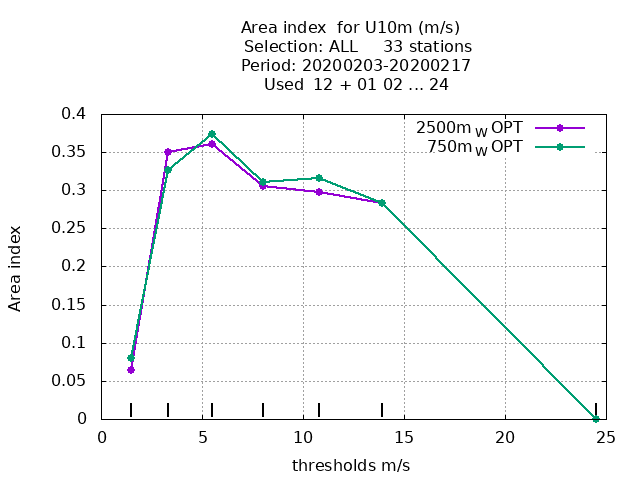 Area index  for U10m (m/s)
Selection: ALL     33 stations
Period: 20200203-20200217
Used  12 + 01 02 ... 24
2500m W OPT
750m W OPT
0.4
0.35
0.3
0.25
0.2
0.15
0.1
0.05
0
Area index
0 5 10 15 20 25
thresholds m/s